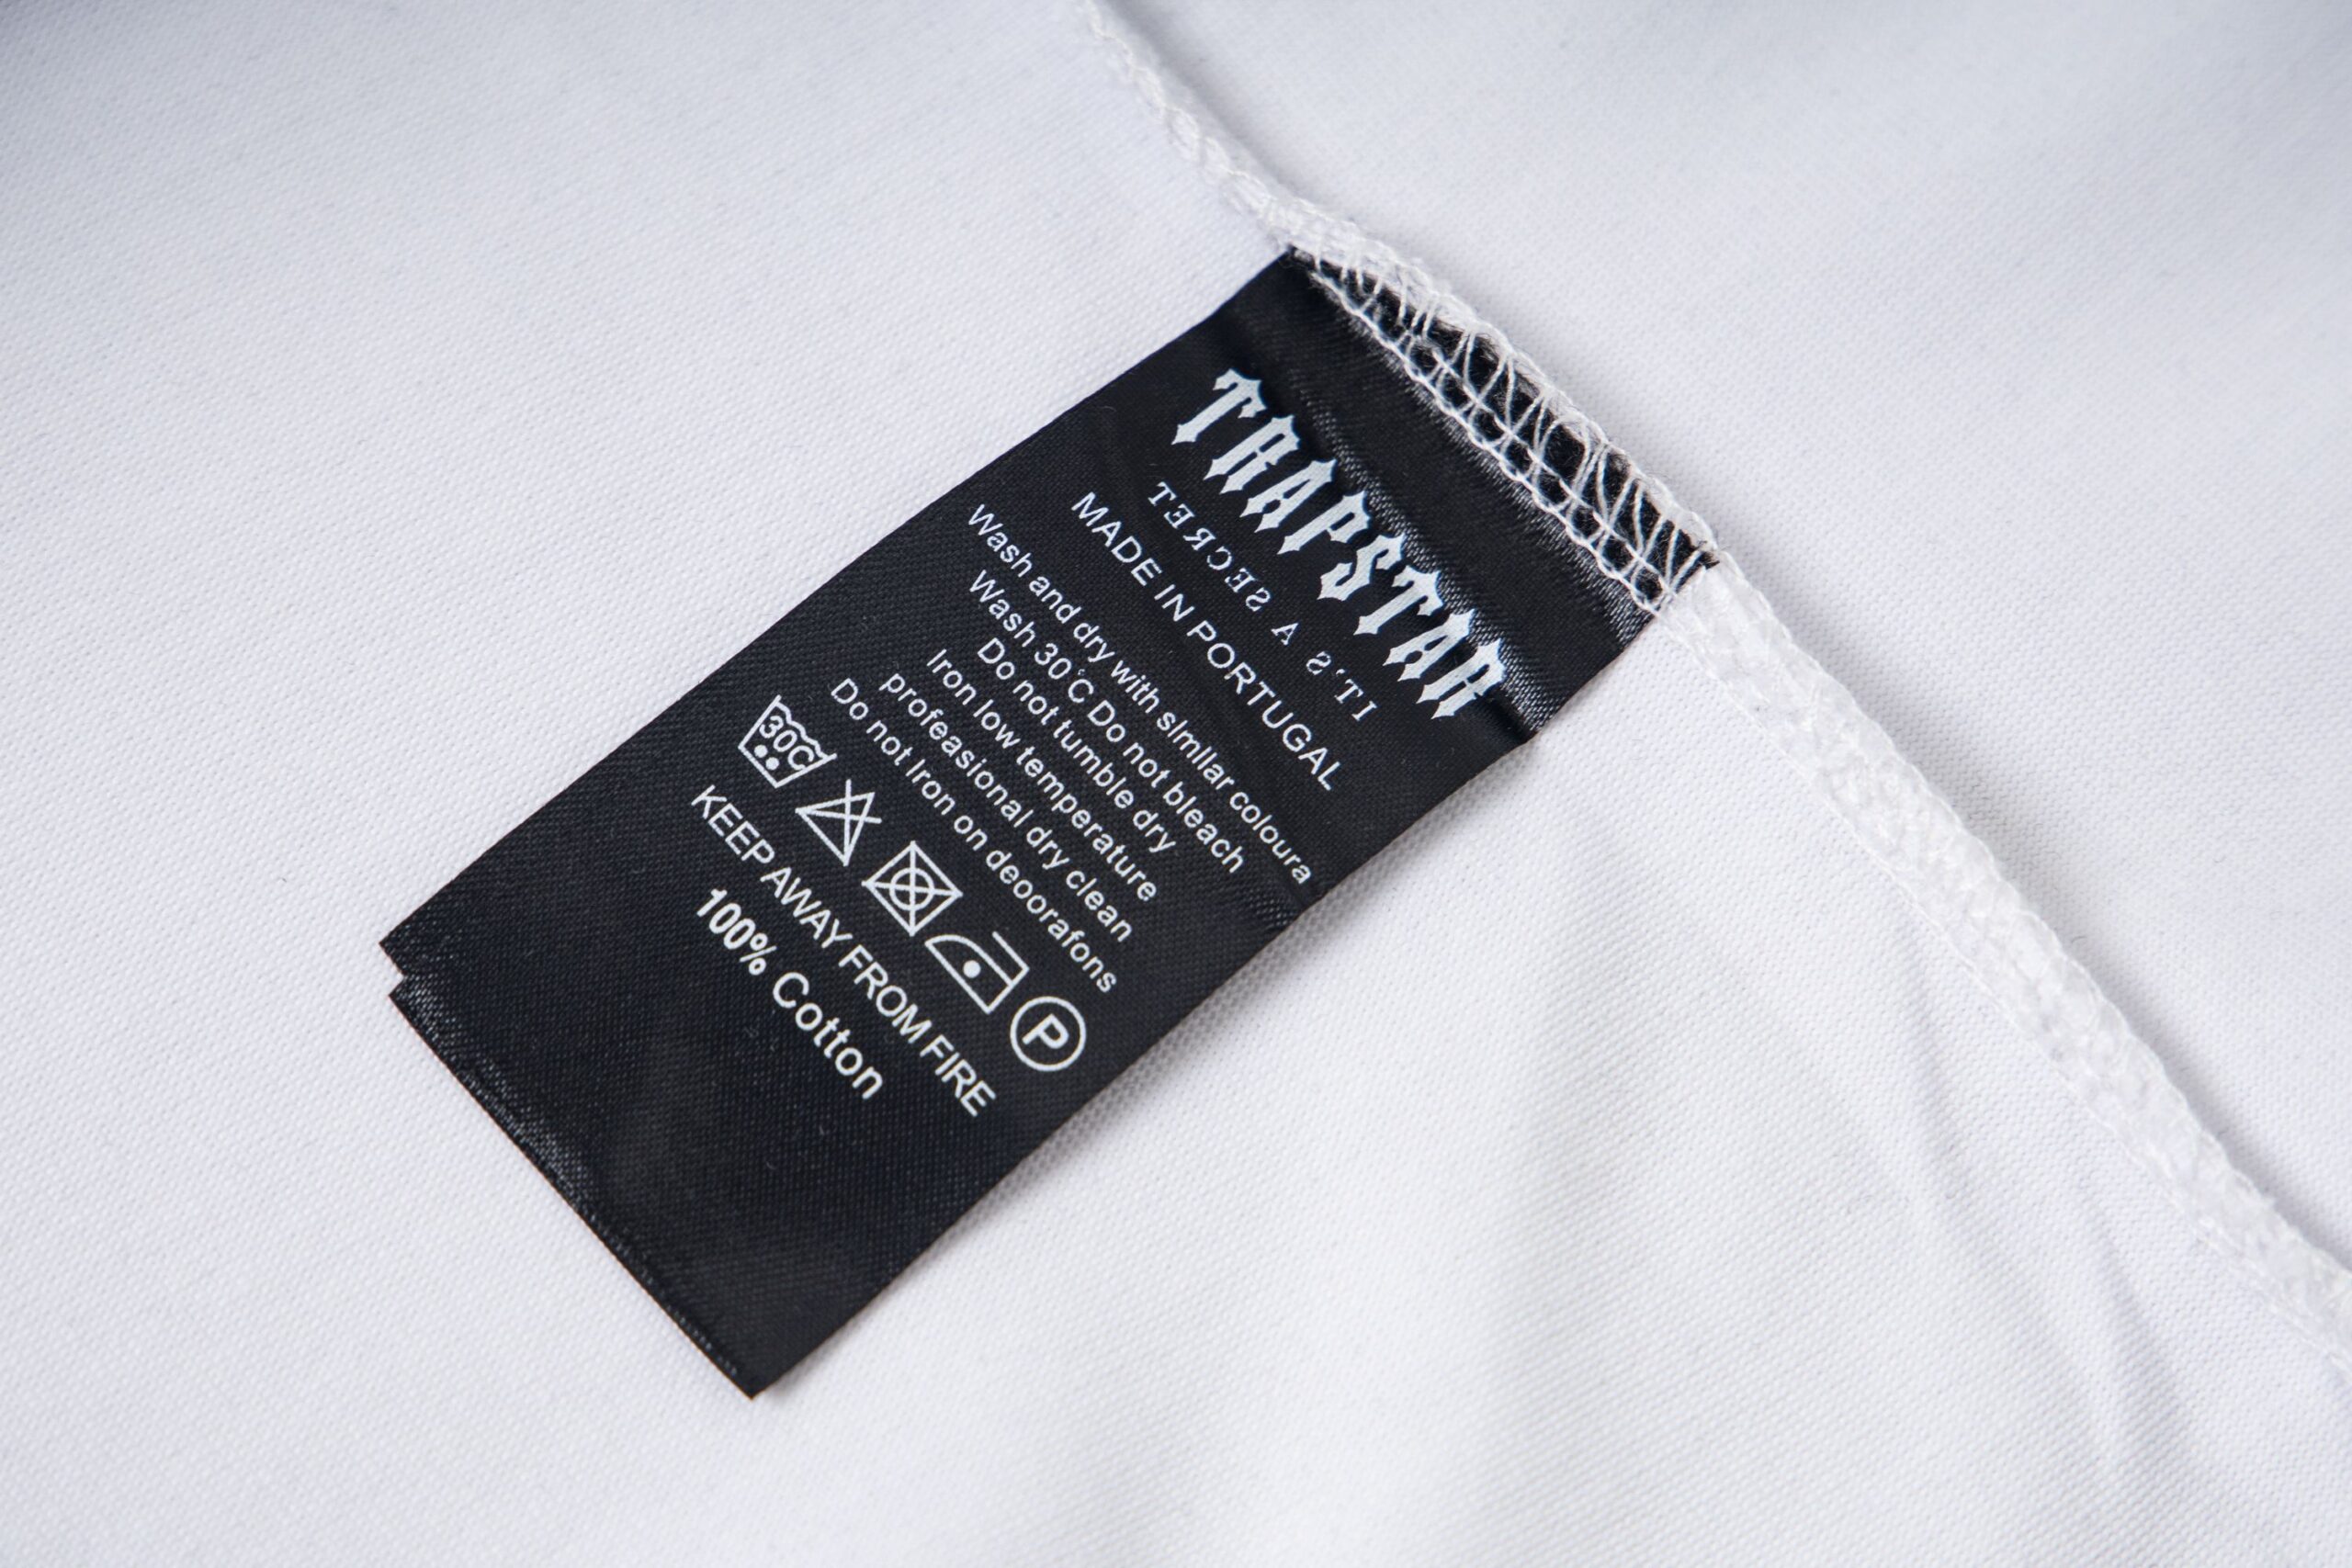 TRAPSTAR
IT'S A SECRET
MADE IN PORTUGAL
Wash and dry with slmllar coloura
Wash 30°C Do not bleach
Do not tumble dry
Iron low temperature
profeasional dry clean
Do not Iron on deoorafons
30C P
KEEP AWAY FROM FIRE
100% Cotton